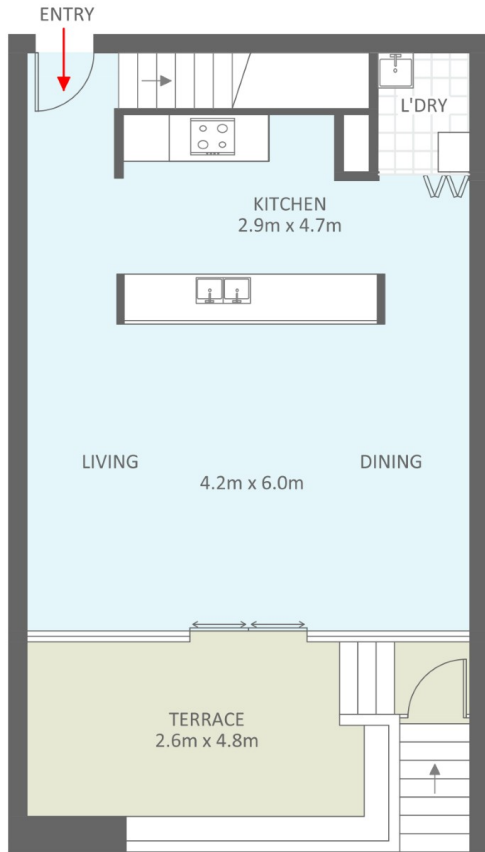 ENTRY
L'DRY
KITCHEN
2.9m x 4.7m
LIVING
DINING
4.2m x 6.0m
TERRACE
2.6m x 4.8m